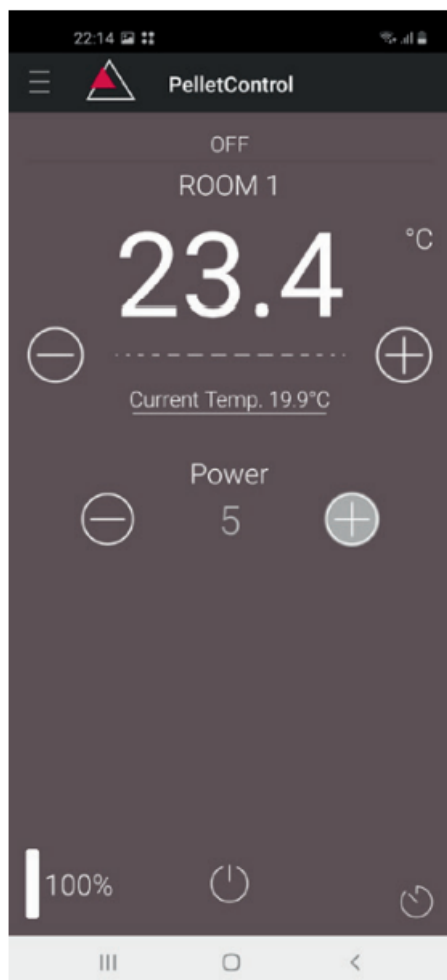 22:14
PelletControl
OFF
ROOM 1
23.4 °C
Current Temp. 19.9°C
Power
5
100%